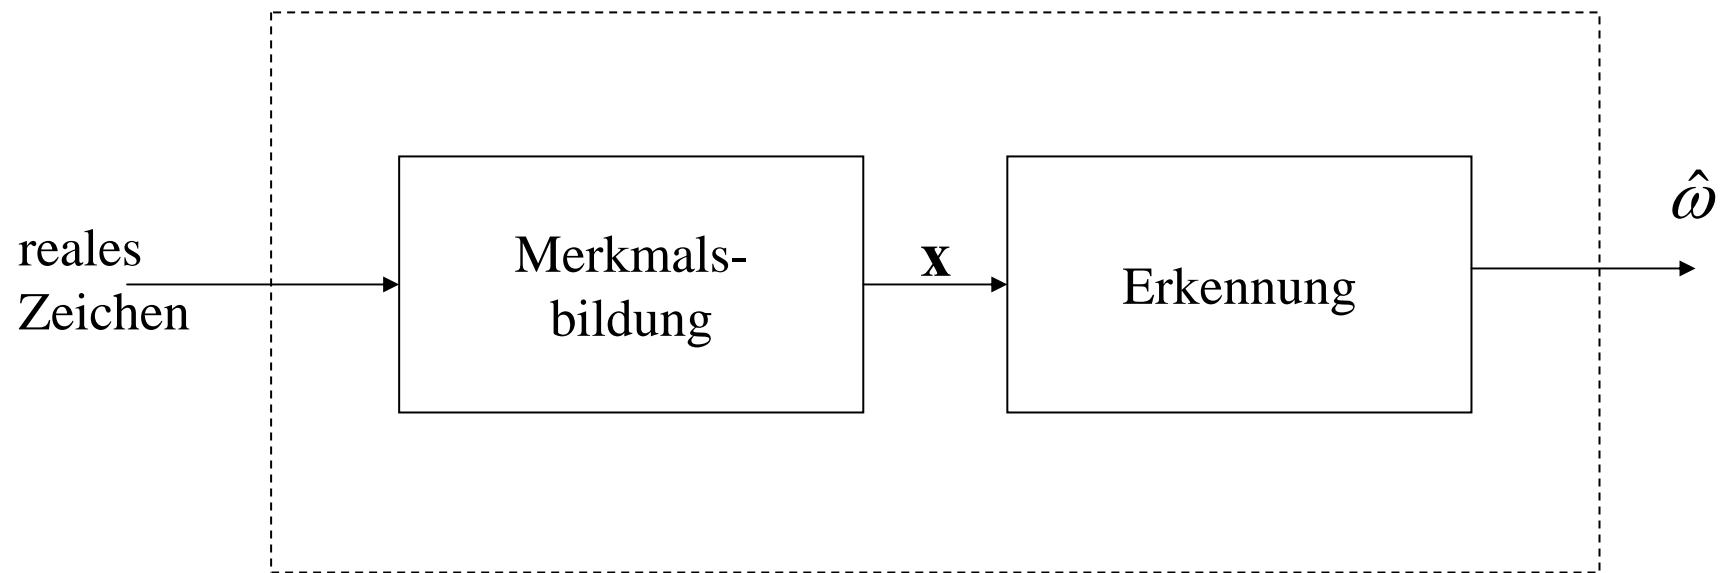 reales
Zeichen
Merkmals-
bildung
x
Erkennung
ω̂